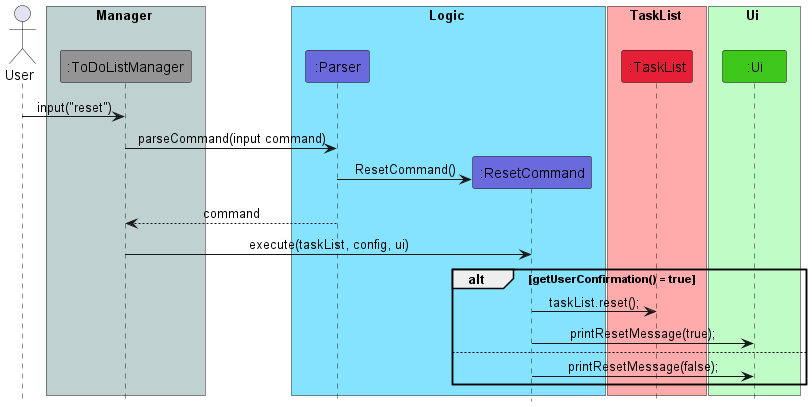 Manager
Logic
TaskList
Ui
User
:ToDoListManager
:Parser
:TaskList
:Ui
input("reset")
parseCommand(input command)
ResetCommand()
:ResetCommand
command
execute(taskList, config, ui)
alt
[getUserConfirmation() = true]
taskList.reset();
printResetMessage(true);
printResetMessage(false);